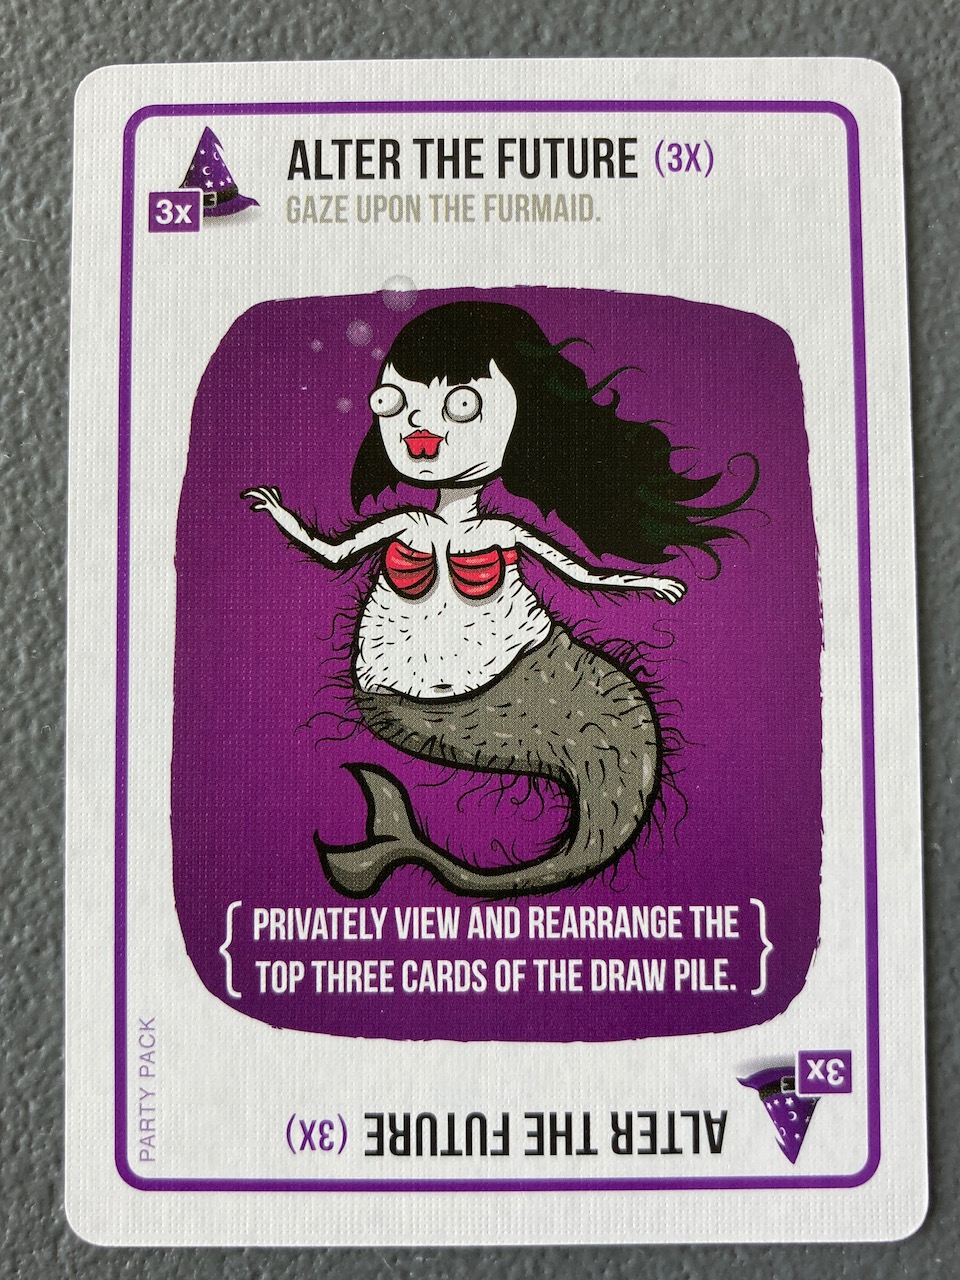 ALTER THE FUTURE (3X)
3x
GAZE UPON THE FURMAID.
{ PRIVATELY VIEW AND REARRANGE THE
TOP THREE CARDS OF THE DRAW PILE. }
PARTY PACK
3x
ALTER THE FUTURE (3X)